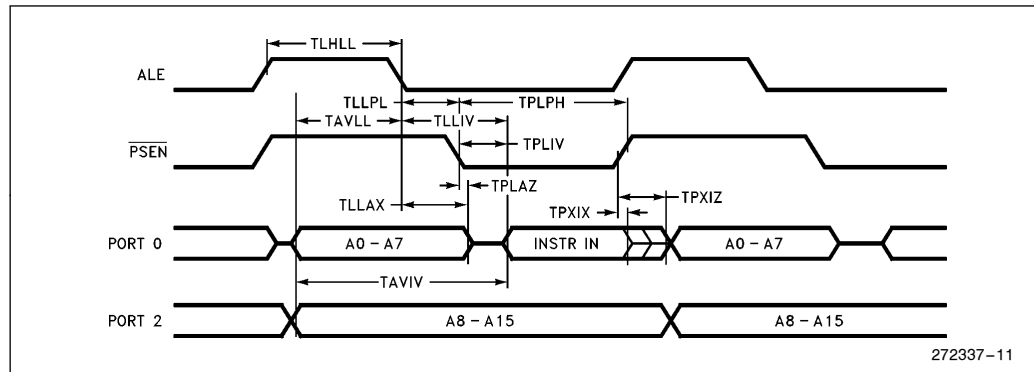 TLHLL
ALE
TLLPL
TPLPH
TAVLL
TLLIV
PSEN
TPLIV
TPLAZ
TPXIZ
TLLAX
TPXIX
PORT 0
A0-A7
INSTR IN
A0-A7
TAVIV
PORT 2
A8-A15
A8-A15
272337-11